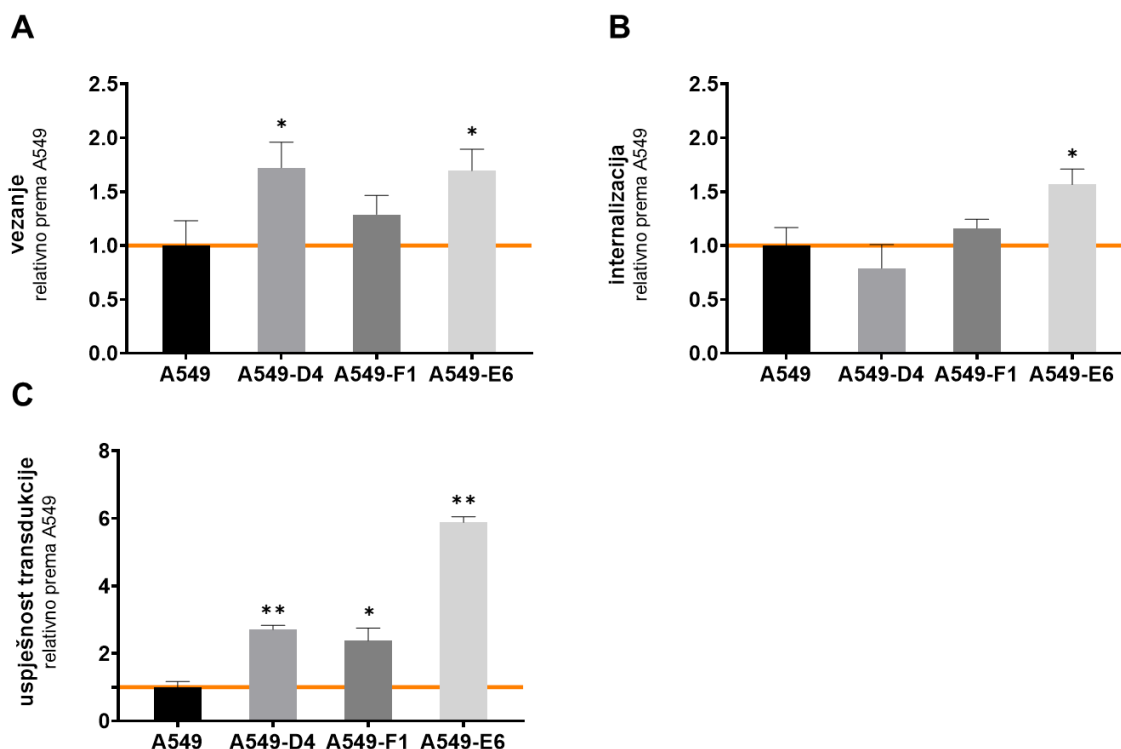 A
vezanje
relativno prema A549
2.5
2.0
1.5
1.0
0.5
0.0
*
*
A549
A549-D4
A549-F1
A549-E6
B
internalizacija
relativno prema A549
2.5
2.0
1.5
1.0
0.5
0.0
*
A549
A549-D4
A549-F1
A549-E6
C
uspješnost transdukcije
relativno prema A549
8
6
4
2
0
**
*
**
A549
A549-D4
A549-F1
A549-E6